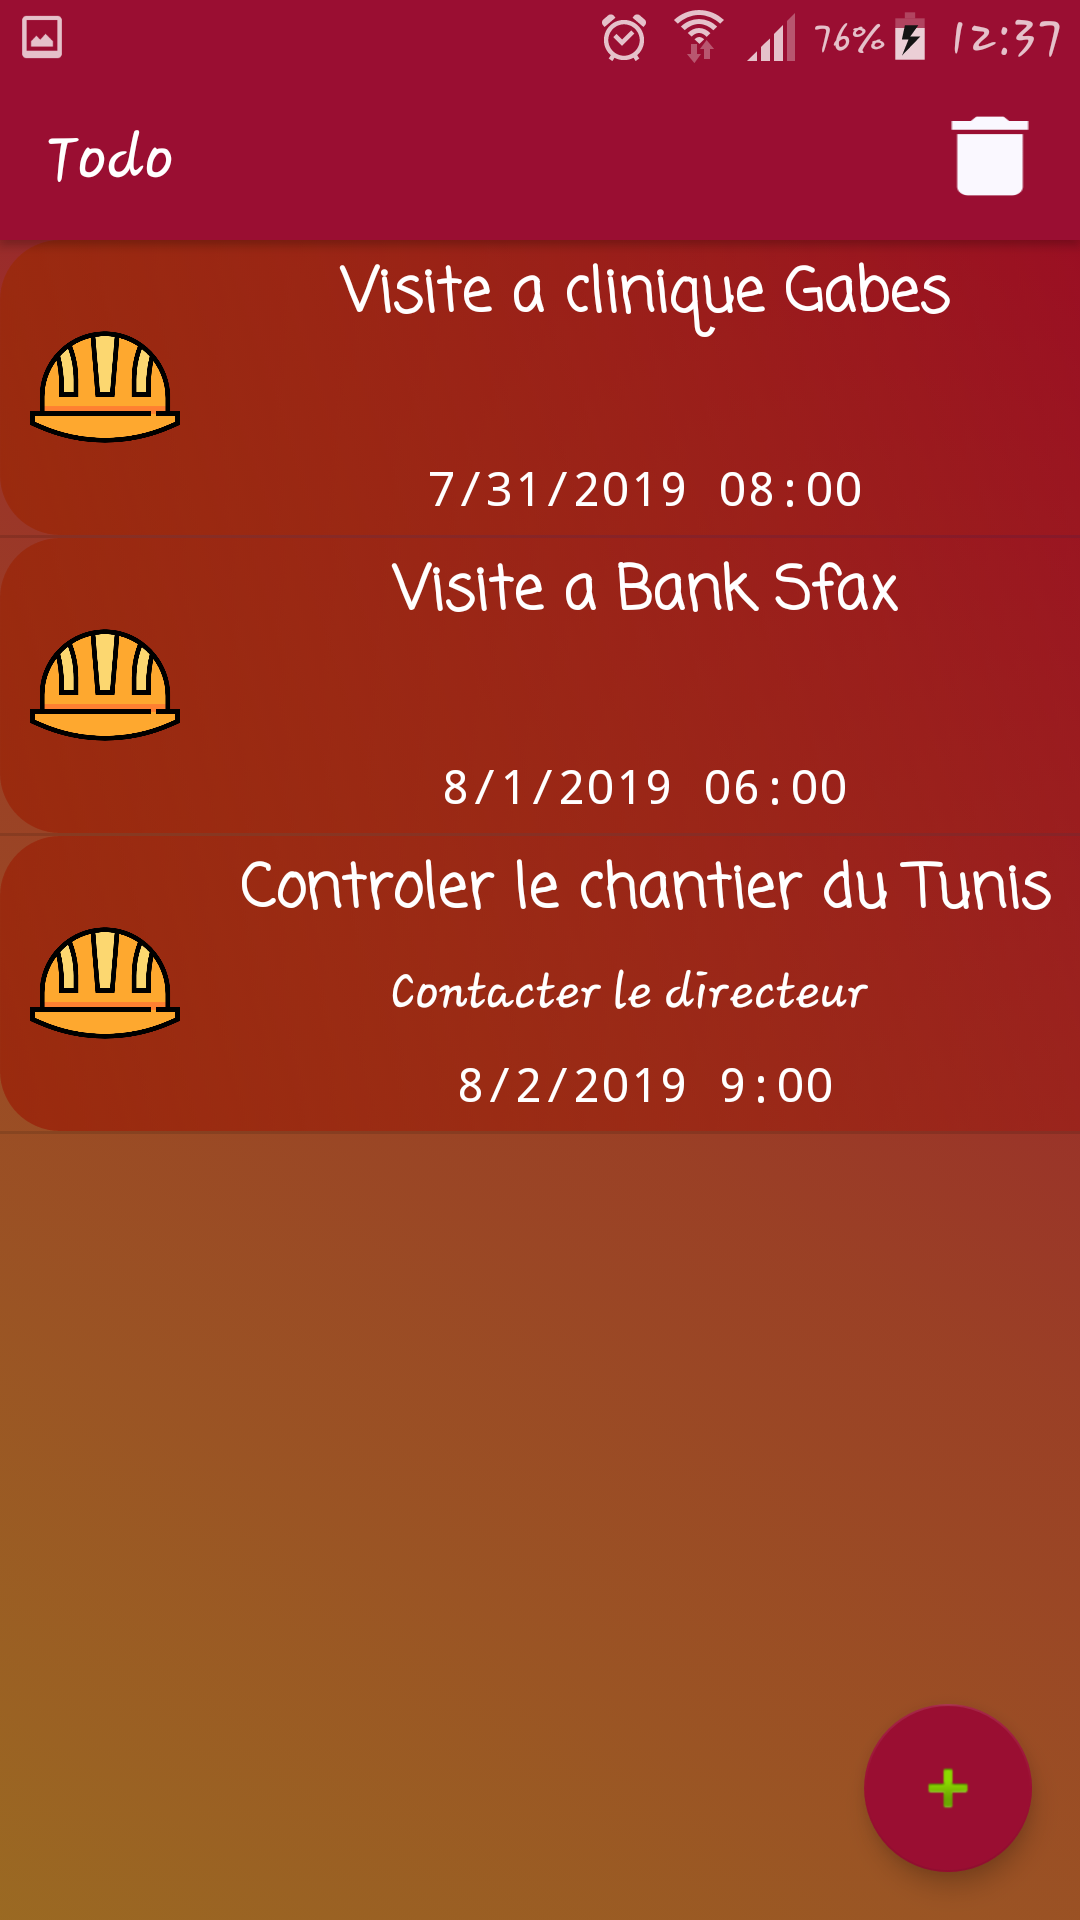 76% 12:37
Todo
Visite a clinique Gabes
7/31/2019 08:00
Visite a Bank Sfax
8/1/2019 06:00
Controler le chantier du Tunis
Contacter le directeur
8/2/2019 9:00